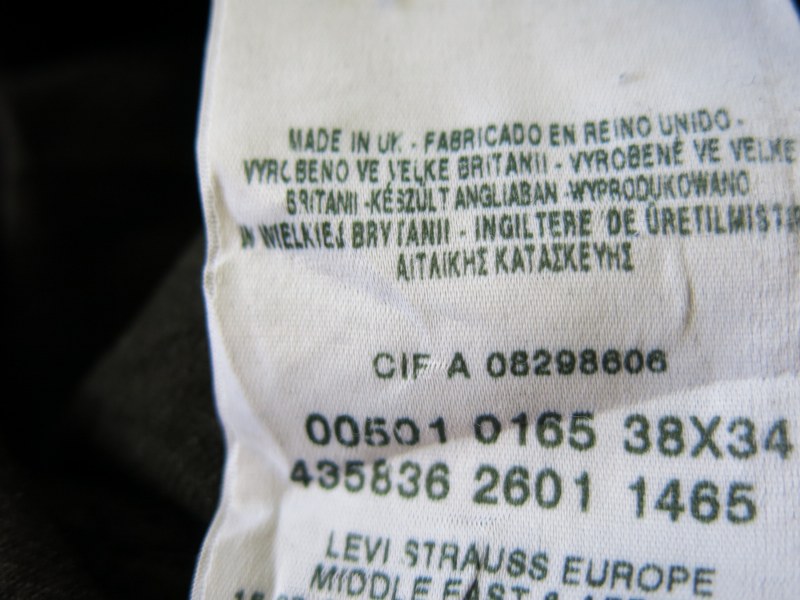 MADE IN UK - FABRICADO EN REINO UNIDO -
VYROBENO VE VELKE BRITANII - VYROBENÉ VE VELKE
BRITANII -KÉSZÜLT ANGLIABAN -WYPRODUKOWANO
W WIELKIEJ BRYTANII - INGILTERE 'DE ÜRETILMISTIR
ΑΓΓΛΙΚΗΣ ΚΑΤΑΣΚΕΥΗΣ
CIF A 08298606
00501 0165 38X34
435836 2601 1465
LEVI STRAUSS EUROPE
MIDDLE EAST &